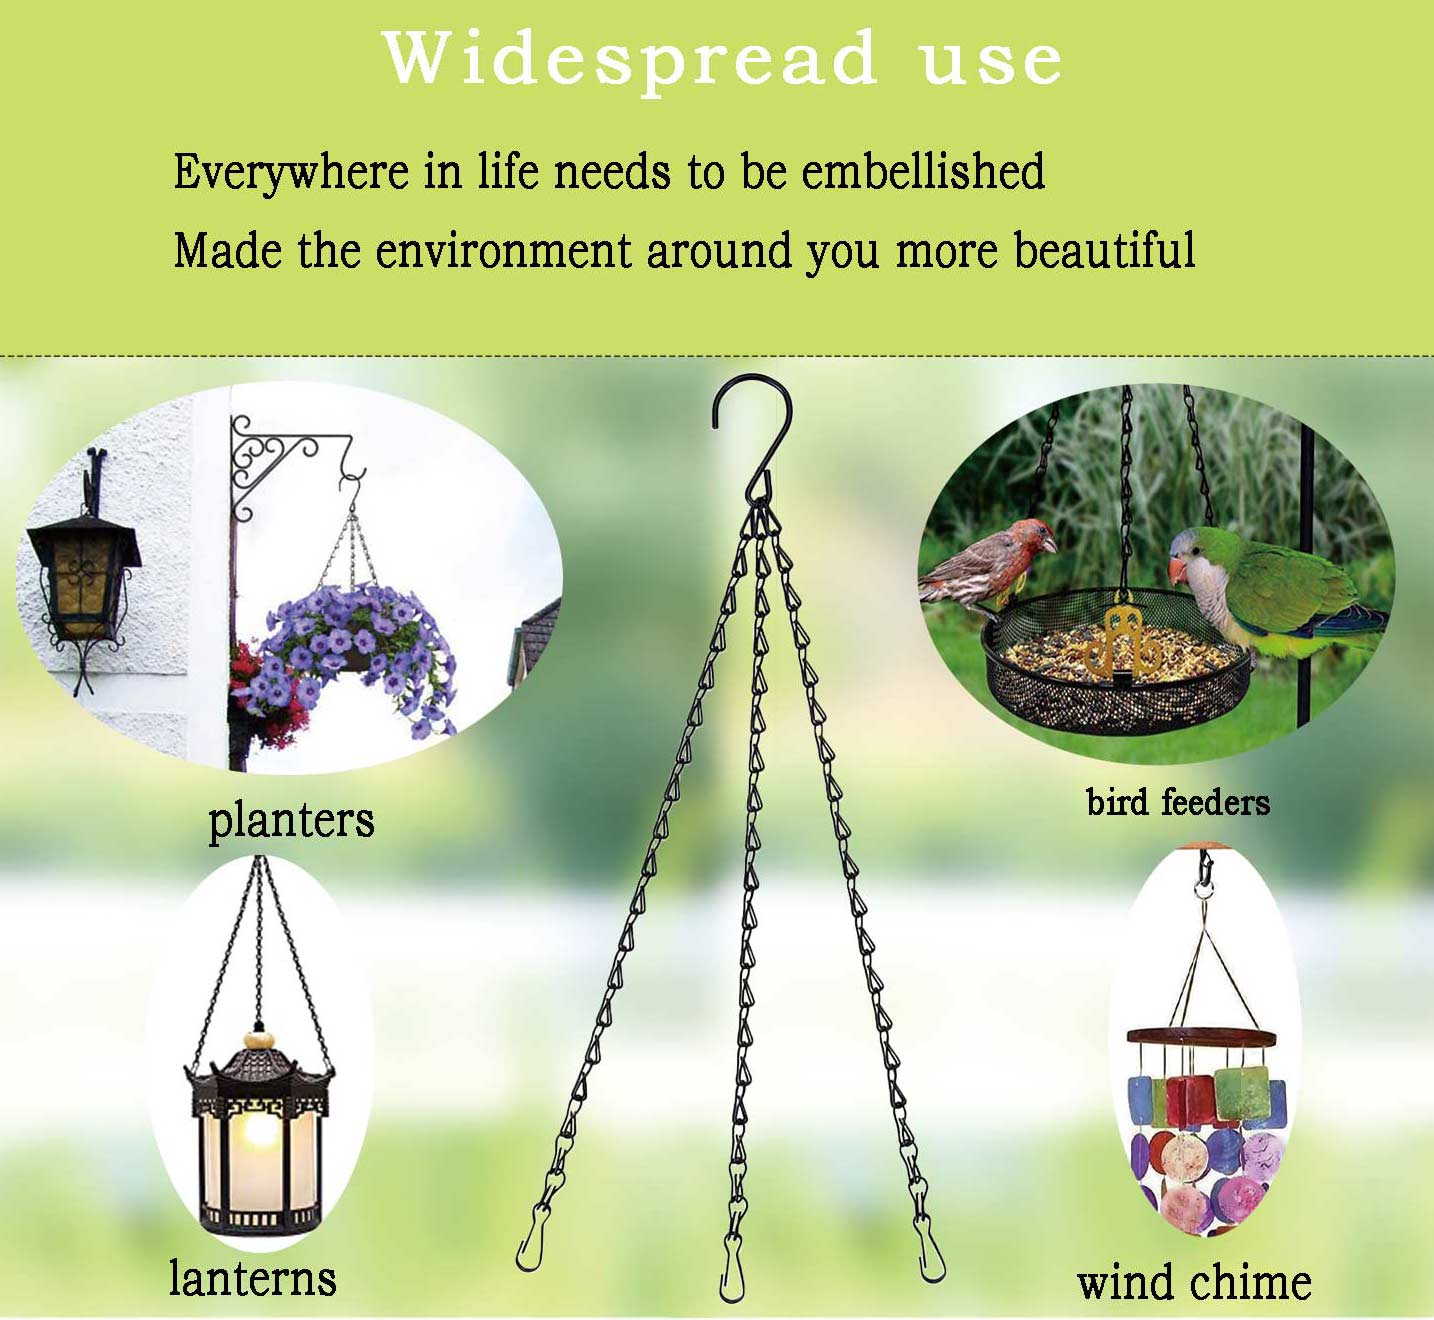 Widespread use
Everywhere in life needs to be embellished
Made the environment around you more beautiful
planters
bird feeders
lanterns
wind chime